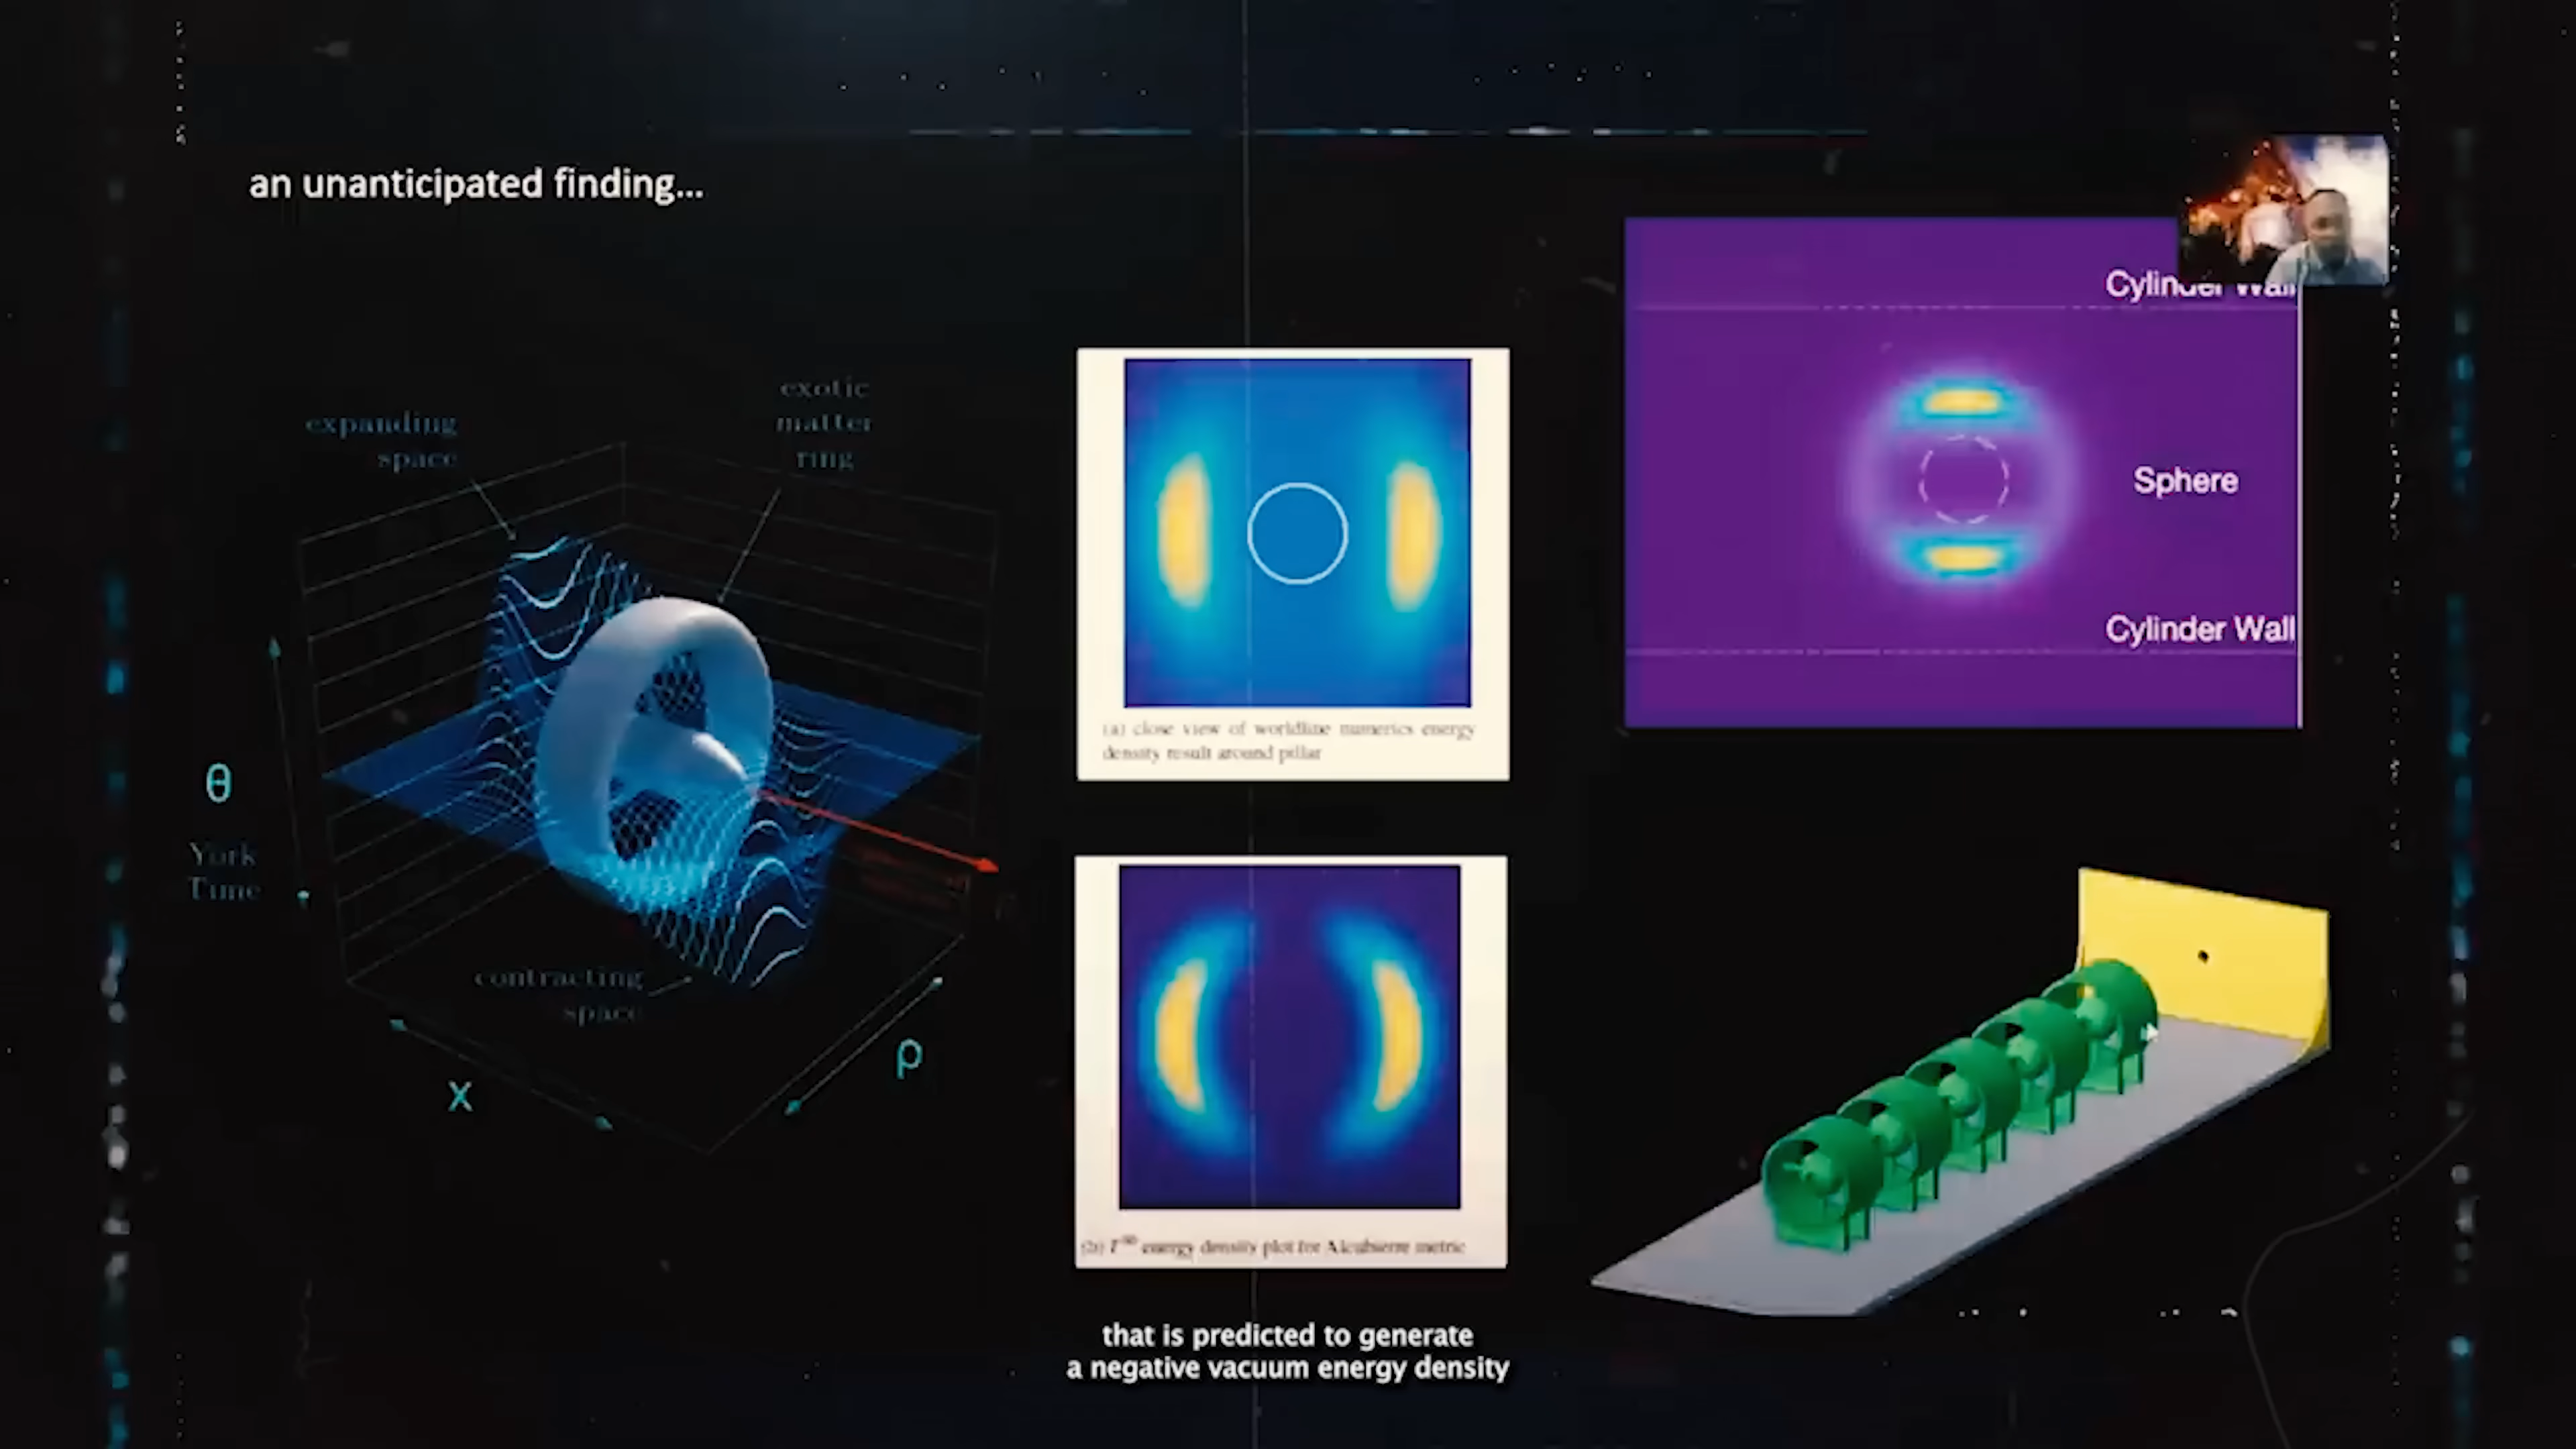 an unanticipated finding...
expanding
space
exotic
matter
ring
θ
York
Time
contracting
space
x
ρ
(a) close view of worldline numerics energy
density result around pillar
(b) T⁰⁰ energy density plot for Alcubierre metric
Cylinder Wall
Sphere
Cylinder Wall
that is predicted to generate
a negative vacuum energy density